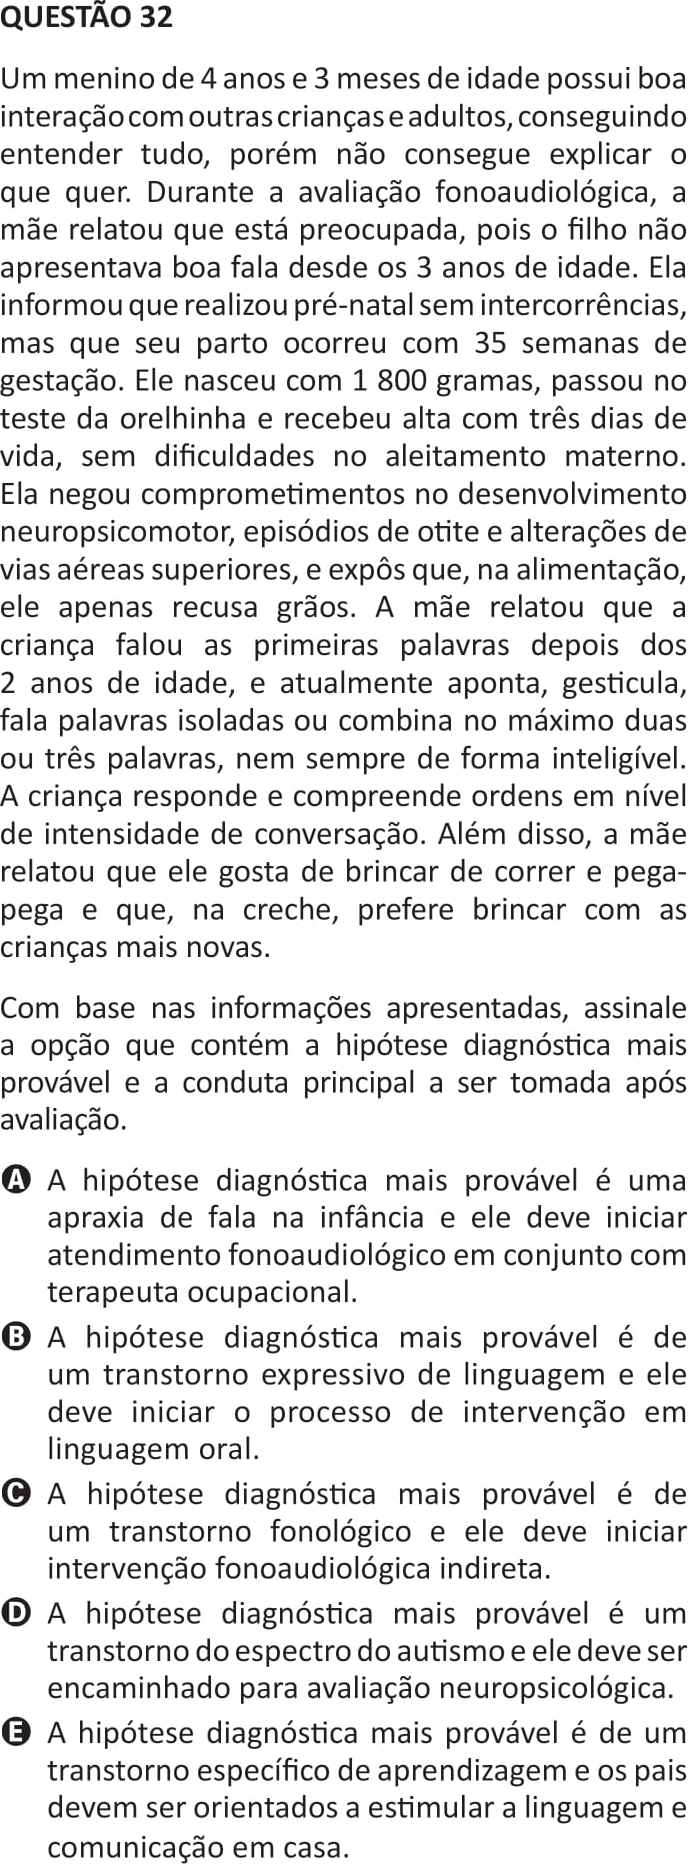 QUESTÃO 32
Um menino de 4 anos e 3 meses de idade possui boa
interação com outras crianças e adultos, conseguindo
entender tudo, porém não consegue explicar o
que quer. Durante a avaliação fonoaudiológica, a
mãe relatou que está preocupada, pois o filho não
apresentava boa fala desde os 3 anos de idade. Ela
informou que realizou pré-natal sem intercorrências,
mas que seu parto ocorreu com 35 semanas de
gestação. Ele nasceu com 1 800 gramas, passou no
teste da orelhinha e recebeu alta com três dias de
vida, sem dificuldades no aleitamento materno.
Ela negou comprometimentos no desenvolvimento
neuropsicomotor, episódios de otite e alterações de
vias aéreas superiores, e expôs que, na alimentação,
ele apenas recusa grãos. A mãe relatou que a
criança falou as primeiras palavras depois dos
2 anos de idade, e atualmente aponta, gesticula,
fala palavras isoladas ou combina no máximo duas
ou três palavras, nem sempre de forma inteligível.
A criança responde e compreende ordens em nível
de intensidade de conversação. Além disso, a mãe
relatou que ele gosta de brincar de correr e pega-
pega e que, na creche, prefere brincar com as
crianças mais novas.
Com base nas informações apresentadas, assinale
a opção que contém a hipótese diagnóstica mais
provável e a conduta principal a ser tomada após
avaliação.
A A hipótese diagnóstica mais provável é uma
apraxia de fala na infância e ele deve iniciar
atendimento fonoaudiológico em conjunto com
terapeuta ocupacional.
B A hipótese diagnóstica mais provável é de
um transtorno expressivo de linguagem e ele
deve iniciar o processo de intervenção em
linguagem oral.
C A hipótese diagnóstica mais provável é de
um transtorno fonológico e ele deve iniciar
intervenção fonoaudiológica indireta.
D A hipótese diagnóstica mais provável é um
transtorno do espectro do autismo e ele deve ser
encaminhado para avaliação neuropsicológica.
E A hipótese diagnóstica mais provável é de um
transtorno específico de aprendizagem e os pais
devem ser orientados a estimular a linguagem e
comunicação em casa.